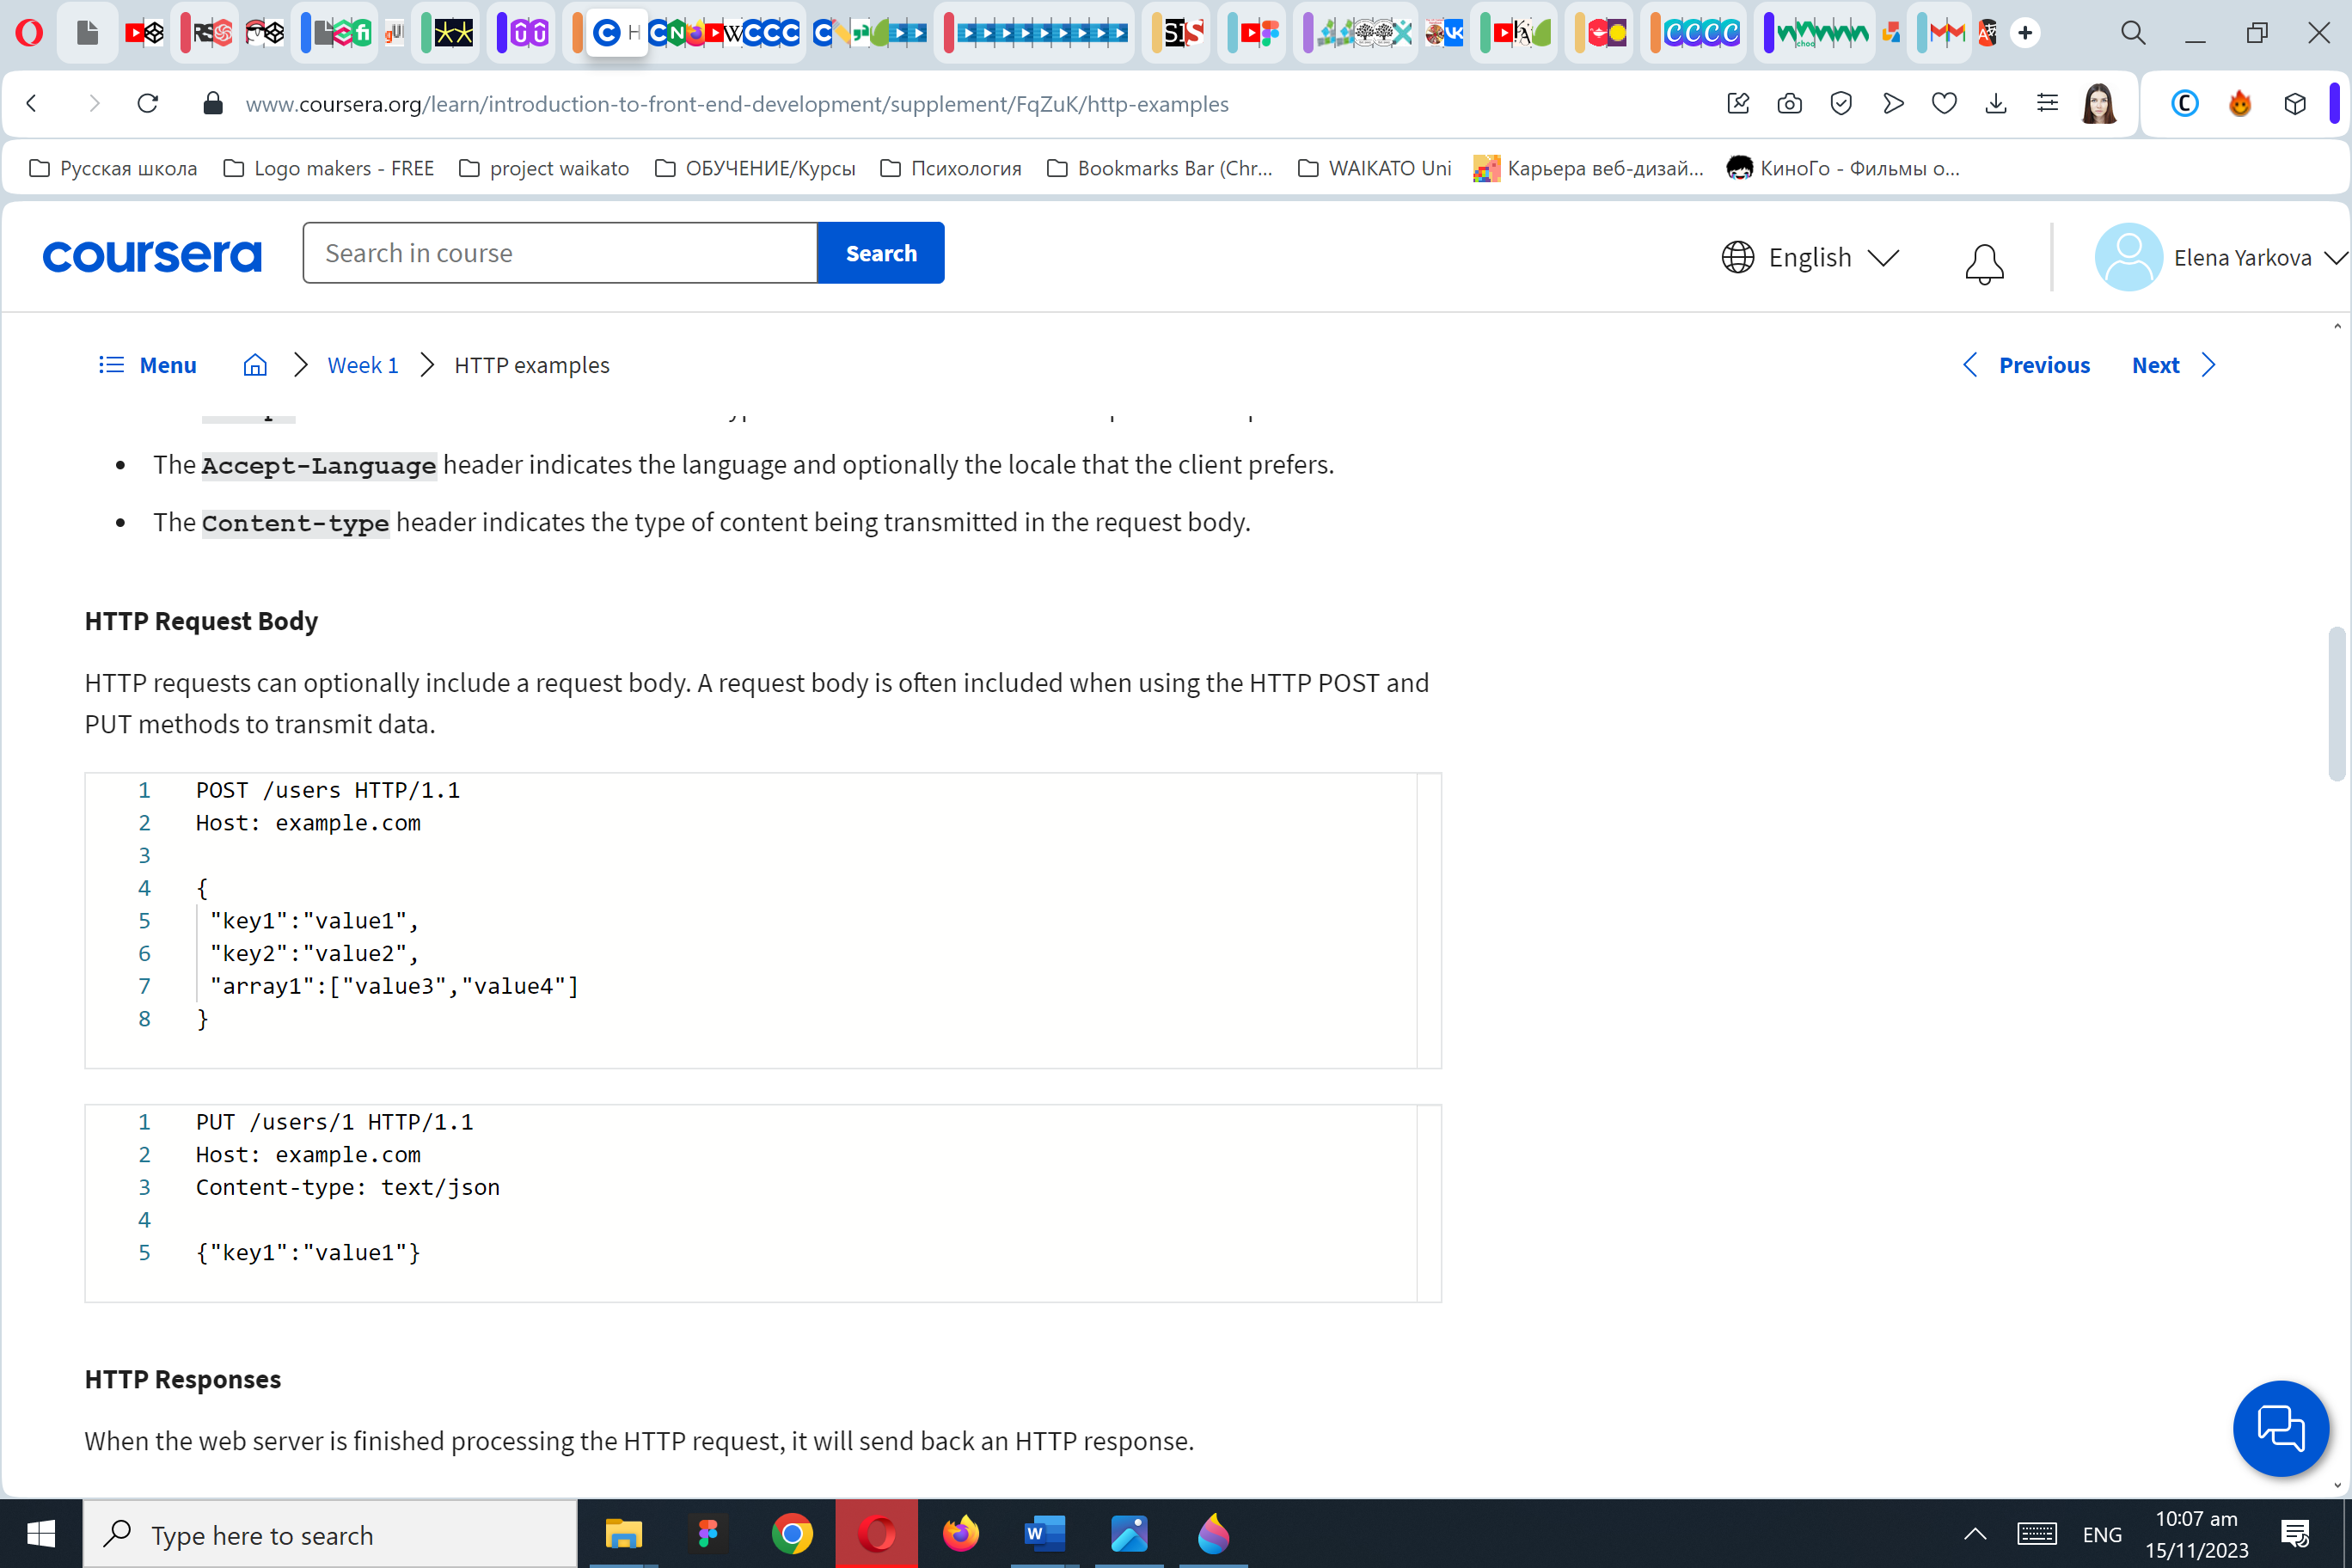 www.coursera.org/learn/introduction-to-front-end-development/supplement/FqZuK/http-examples
Русская школа
Logo makers - FREE
project waikato
ОБУЧЕНИЕ/Курсы
Психология
Bookmarks Bar (Chr...
WAIKATO Uni
Карьера веб-дизай...
КиноГо - Фильмы о...
coursera
Search in course
Search
English
Elena Yarkova
Menu
Week 1
HTTP examples
Previous
Next
The Accept-Language header indicates the language and optionally the locale that the client prefers.
The Content-type header indicates the type of content being transmitted in the request body.
HTTP Request Body
HTTP requests can optionally include a request body. A request body is often included when using the HTTP POST and
PUT methods to transmit data.
1 POST /users HTTP/1.1
2 Host: example.com
3
4 {
5 "key1":"value1",
6 "key2":"value2",
7 "array1":["value3","value4"]
8 }
1 PUT /users/1 HTTP/1.1
2 Host: example.com
3 Content-type: text/json
4
5 {"key1":"value1"}
HTTP Responses
When the web server is finished processing the HTTP request, it will send back an HTTP response.
Type here to search
ENG
10:07 am
15/11/2023